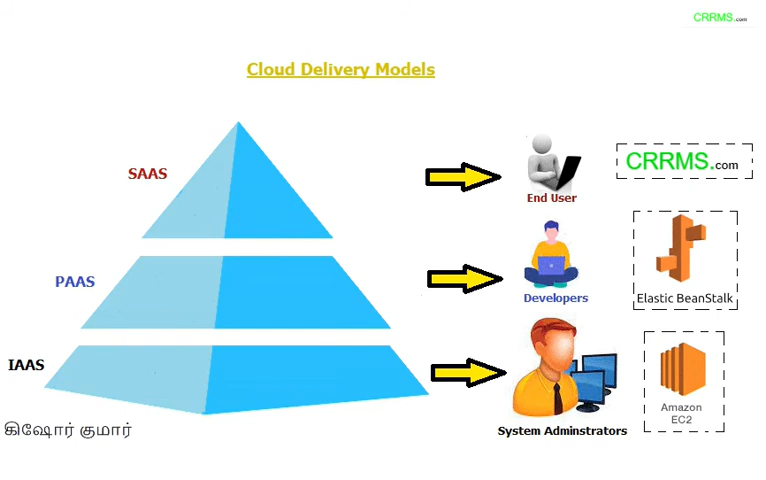 CRRMS.com
Cloud Delivery Models
SAAS
End User
CRRMS.com
PAAS
Developers
Elastic BeanStalk
IAAS
System Adminstrators
Amazon
EC2
கிஷோர் குமார்